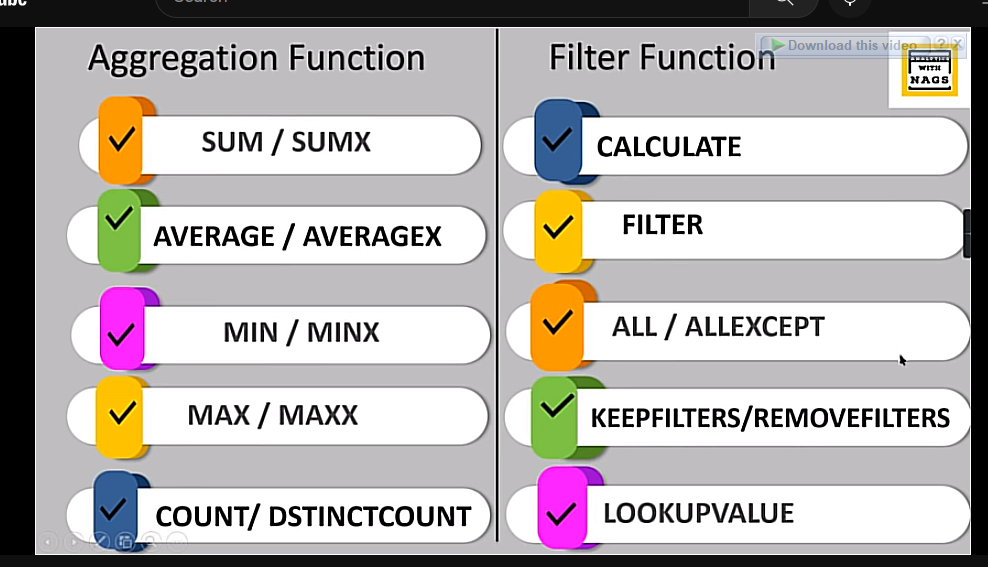 Search
Aggregation Function
Filter Function
Download this video
ANALYTICS
WITH
NAGS
SUM / SUMX
AVERAGE / AVERAGEX
MIN / MINX
MAX / MAXX
COUNT/ DSTINCTCOUNT
CALCULATE
FILTER
ALL / ALLEXCEPT
KEEPFILTERS/REMOVEFILTERS
LOOKUPVALUE